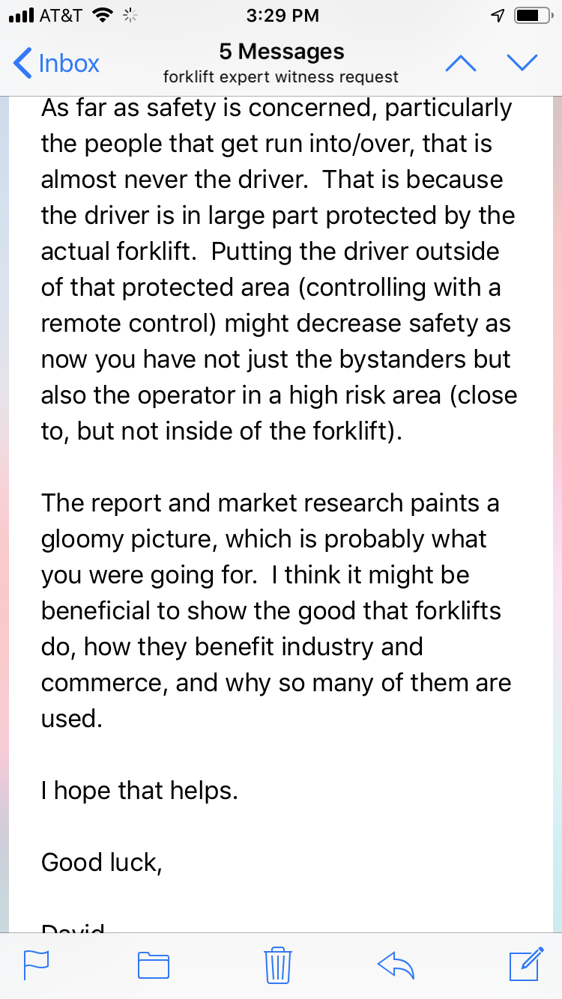 AT&T 3:29 PM
Inbox
5 Messages
forklift expert witness request
As far as safety is concerned, particularly
the people that get run into/over, that is
almost never the driver.  That is because
the driver is in large part protected by the
actual forklift.  Putting the driver outside
of that protected area (controlling with a
remote control) might decrease safety as
now you have not just the bystanders but
also the operator in a high risk area (close
to, but not inside of the forklift).
The report and market research paints a
gloomy picture, which is probably what
you were going for.  I think it might be
beneficial to show the good that forklifts
do, how they benefit industry and
commerce, and why so many of them are
used.
I hope that helps.
Good luck,
David